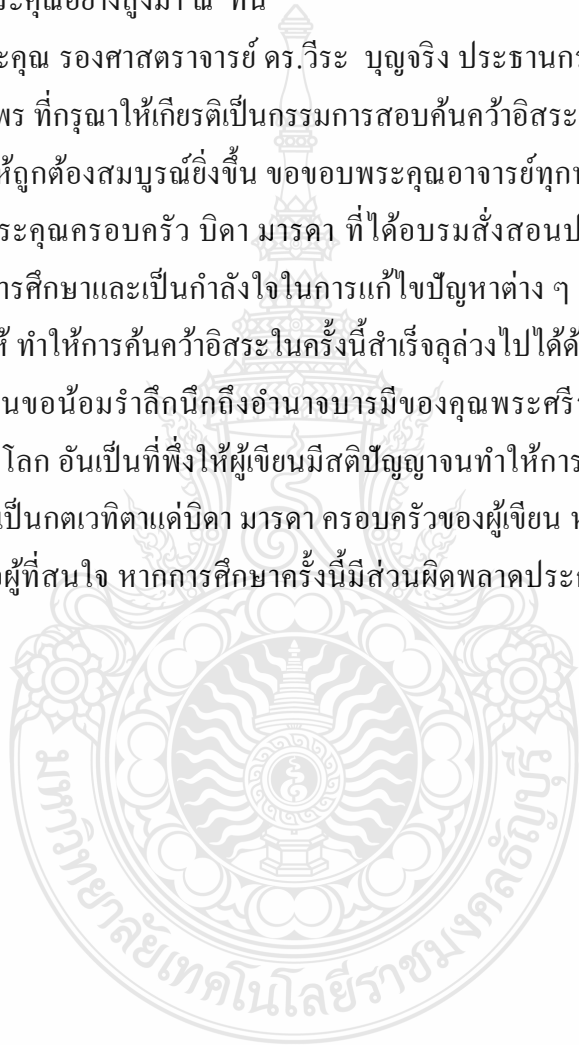 ระคุณอย่างสูงมา ณ ที่นี้
ะคุณ รองศาสตราจารย์ ดร.วีระ บุญจริง ประธานกร
พร ที่กรุณาให้เกียรติเป็นกรรมการสอบค้นคว้าอิสระ
ห้ถูกต้องสมบูรณ์ยิ่งขึ้น ขอขอบพระคุณอาจารย์ทุกท
ระคุณครอบครัว บิดา มารดา ที่ได้อบรมสั่งสอนป
ารศึกษาและเป็นกำลังใจในการแก้ไขปัญหาต่าง ๆ
ห้ ทำให้การค้นคว้าอิสระในครั้งนี้สำเร็จลุล่วงไปได้ด้
นขอน้อมรำลึกนึกถึงอำนาจบารมีของคุณพระศรีร
โลก อันเป็นที่พึ่งให้ผู้เขียนมีสติปัญญาจนทำให้การ
เป็นกตเวทิตาแด่บิดา มารดา ครอบครัวของผู้เขียน
ผู้ที่สนใจ หากการศึกษาครั้งนี้มีส่วนผิดพลาดประก
มหาวิทยาลัยเทคโนโลยีราชมงคลธัญบุรี